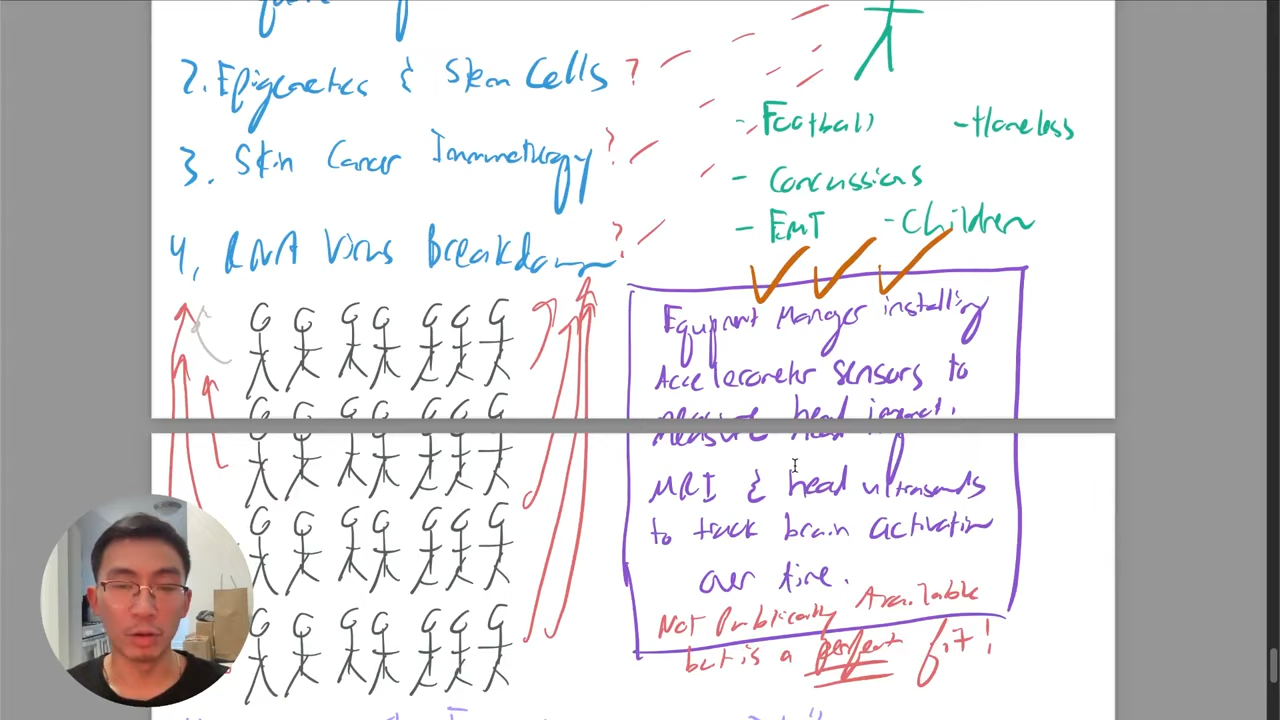 2. Epigenetics & Stem Cells ?
3. Skin Cancer Immunotherapy ?
4. RNA Virus Breakdown ?
- Football
- Homeless
- Concussions
- EMT
- Children
Equipment Manager installing
Accelerometer sensors to
measure head impact.
MRI & head ultrasounds
to track brain activation
over time.
Not Publically Available
but is a perfect fit!